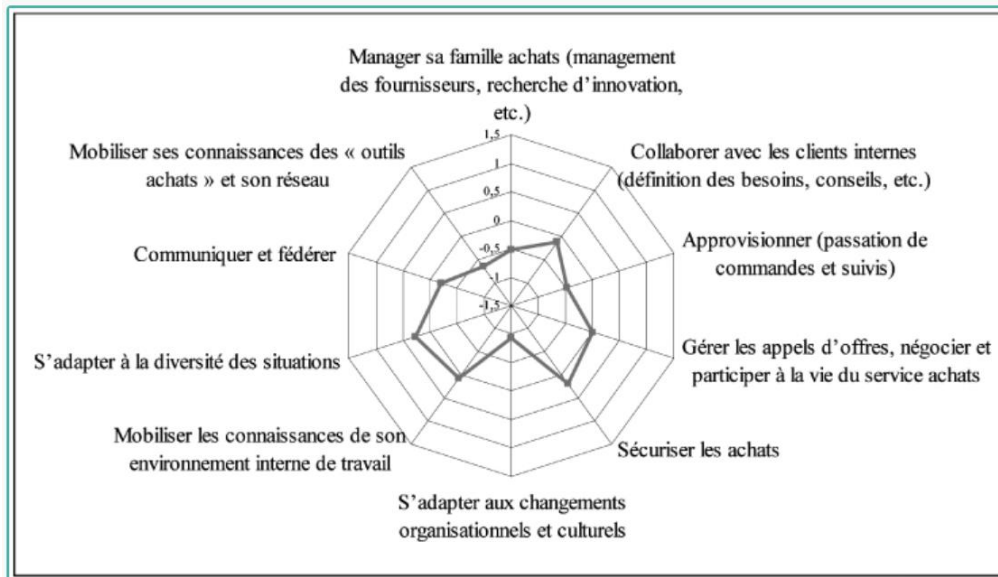 Manager sa famille achats (management
des fournisseurs, recherche d’innovation,
etc.)
Mobiliser ses connaissances des « outils
achats » et son réseau
Collaborer avec les clients internes
(définition des besoins, conseils, etc.)
Communiquer et fédérer
Approvisionner (passation de
commandes et suivis)
S’adapter à la diversité des situations
Gérer les appels d’offres, négocier et
participer à la vie du service achats
Mobiliser les connaissances de son
environnement interne de travail
Sécuriser les achats
S’adapter aux changements
organisationnels et culturels
1,5
1
0,5
0
-0,5
-1
-1,5